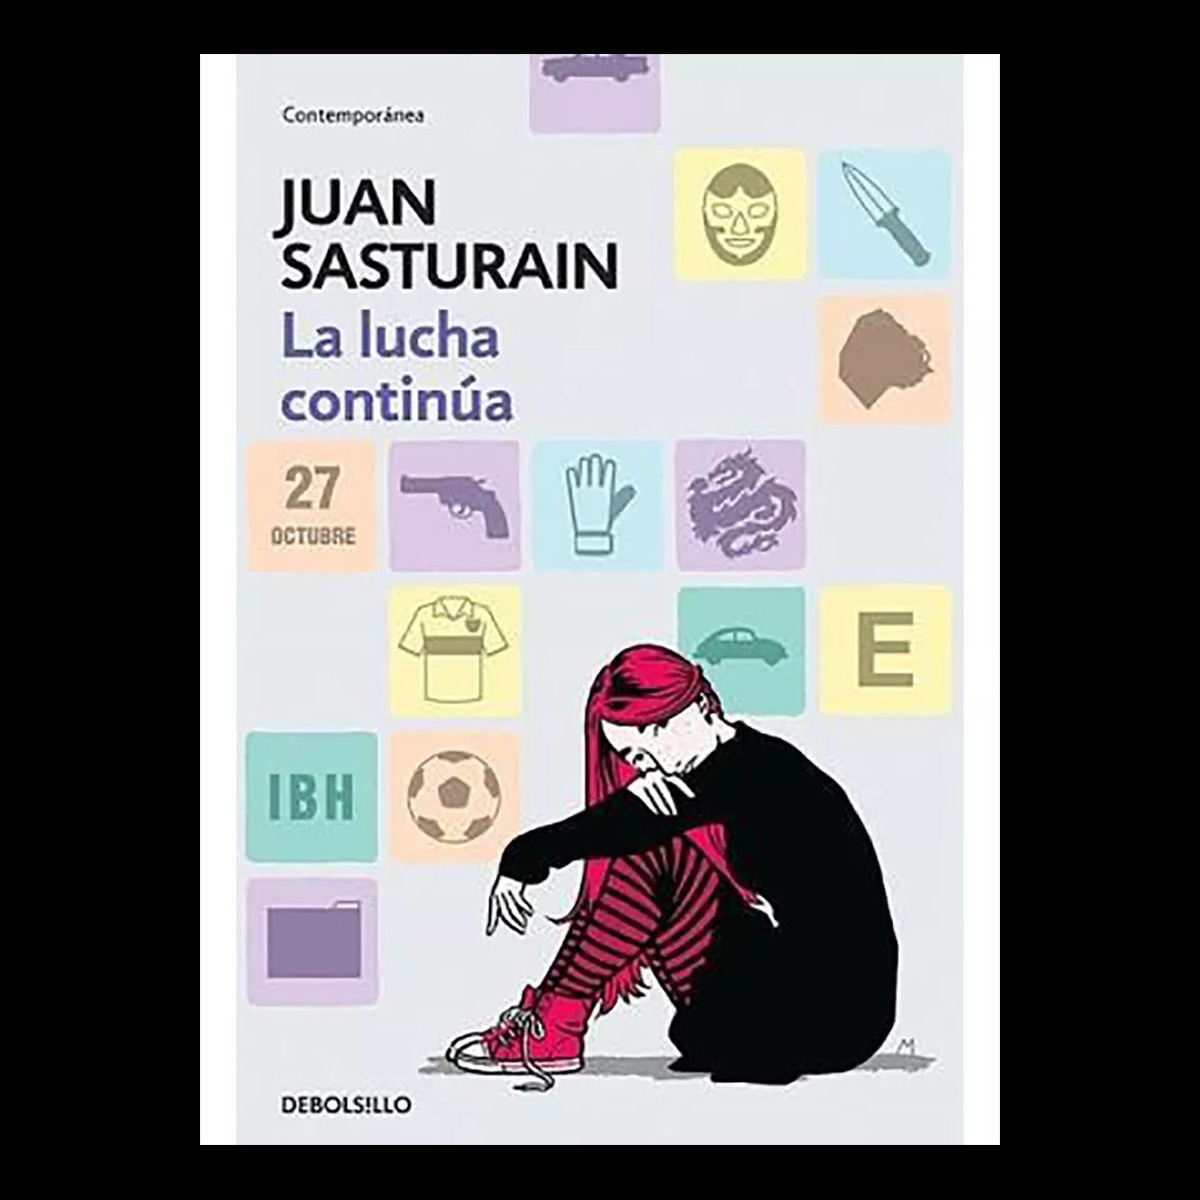 Contemporánea
JUAN
SASTURAIN
La lucha
continúa
27
OCTUBRE
E
IBH
M
DEBOLS!LLO